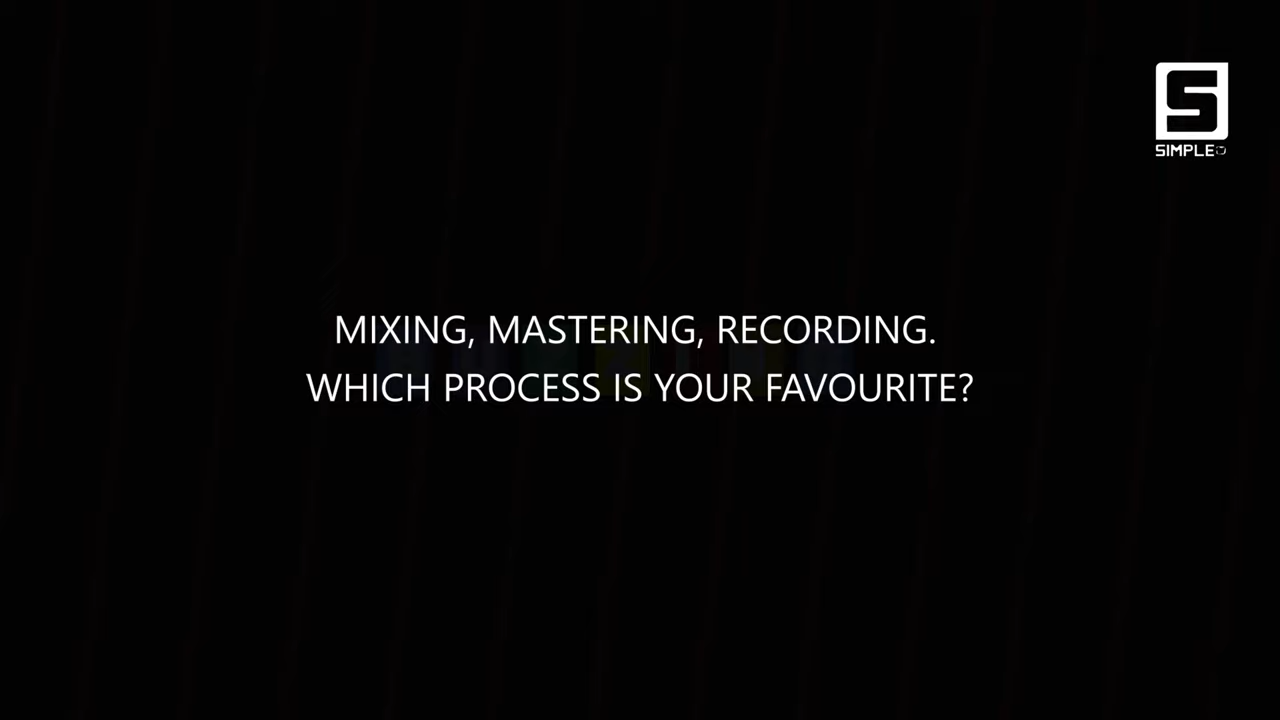 SIMPLE
MIXING, MASTERING, RECORDING.
WHICH PROCESS IS YOUR FAVOURITE?